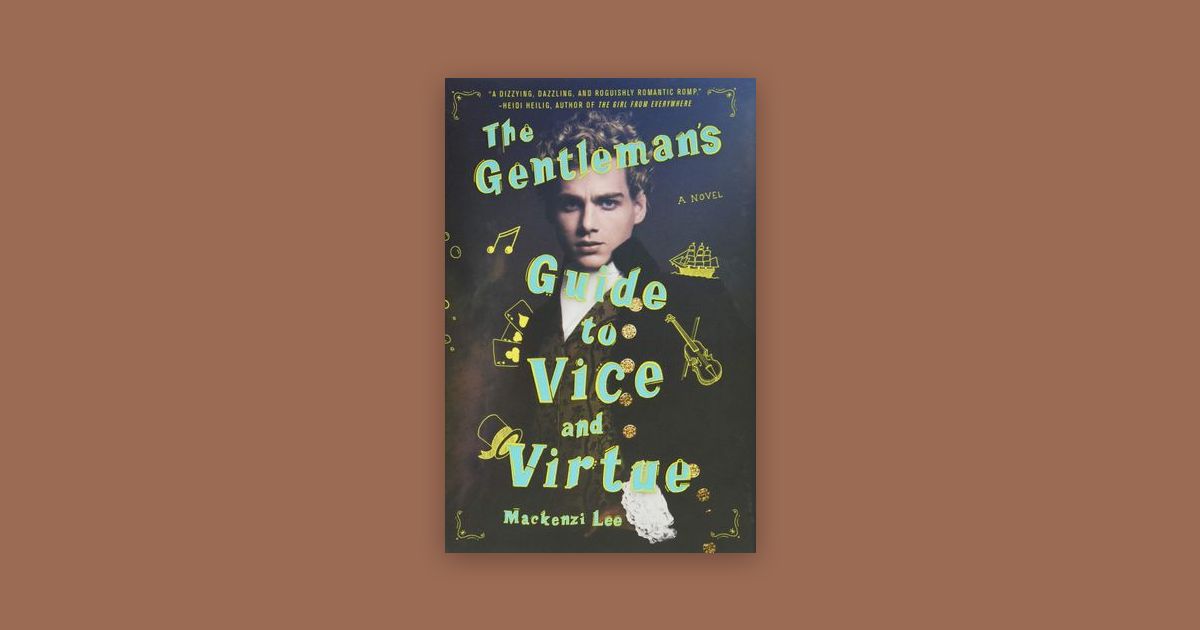 "A DIZZYING, DAZZLING, AND ROGUISHLY ROMANTIC ROMP."
-HEIDI HEILIG, AUTHOR OF THE GIRL FROM EVERYWHERE
The
Gentleman's
A NOVEL
Guide
to
Vice
and
Virtue
Mackenzi Lee